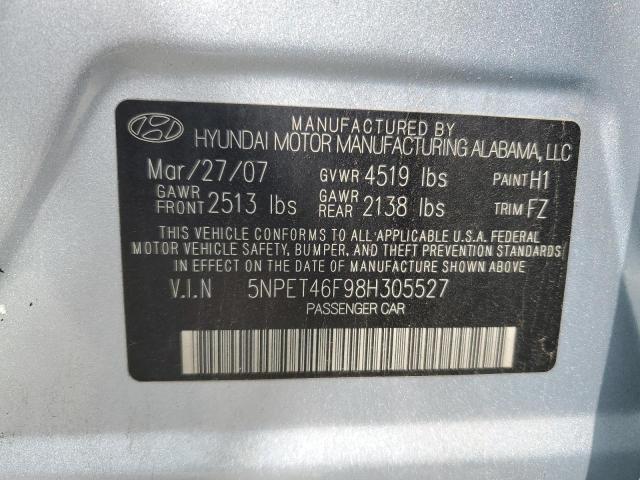 MANUFACTURED BY
HYUNDAI MOTOR MANUFACTURING ALABAMA, LLC
Mar/27/07 GVWR 4519 lbs PAINT H1
GAWR FRONT 2513 lbs GAWR REAR 2138 lbs TRIM FZ
THIS VEHICLE CONFORMS TO ALL APPLICABLE U.S.A. FEDERAL
MOTOR VEHICLE SAFETY, BUMPER, AND THEFT PREVENTION STANDARDS
IN EFFECT ON THE DATE OF MANUFACTURE SHOWN ABOVE
V.I.N 5NPET46F98H305527
PASSENGER CAR